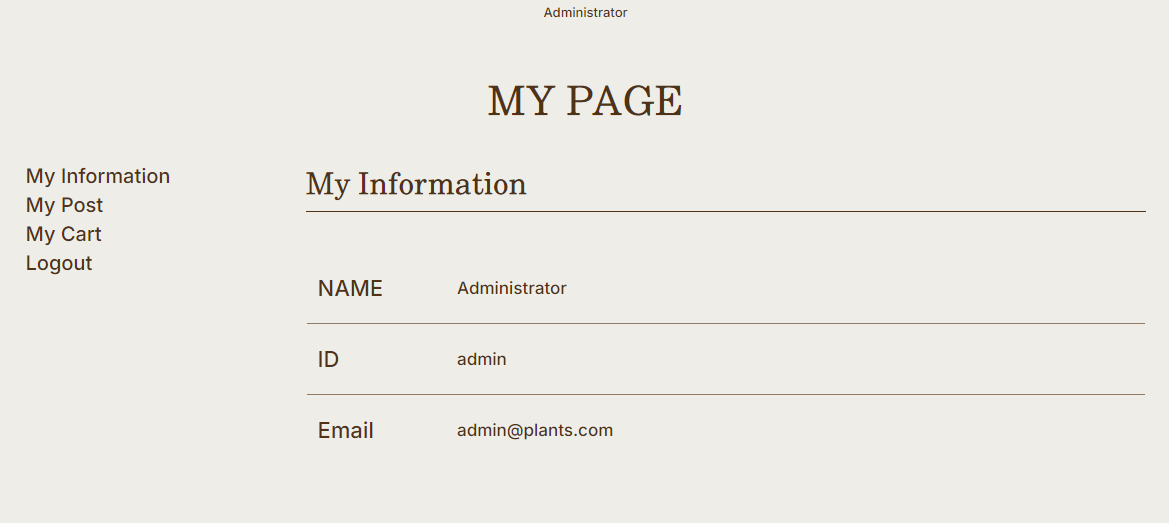 Administrator
MY PAGE
My Information
My Post
My Cart
Logout
My Information
NAME Administrator
ID admin
Email admin@plants.com